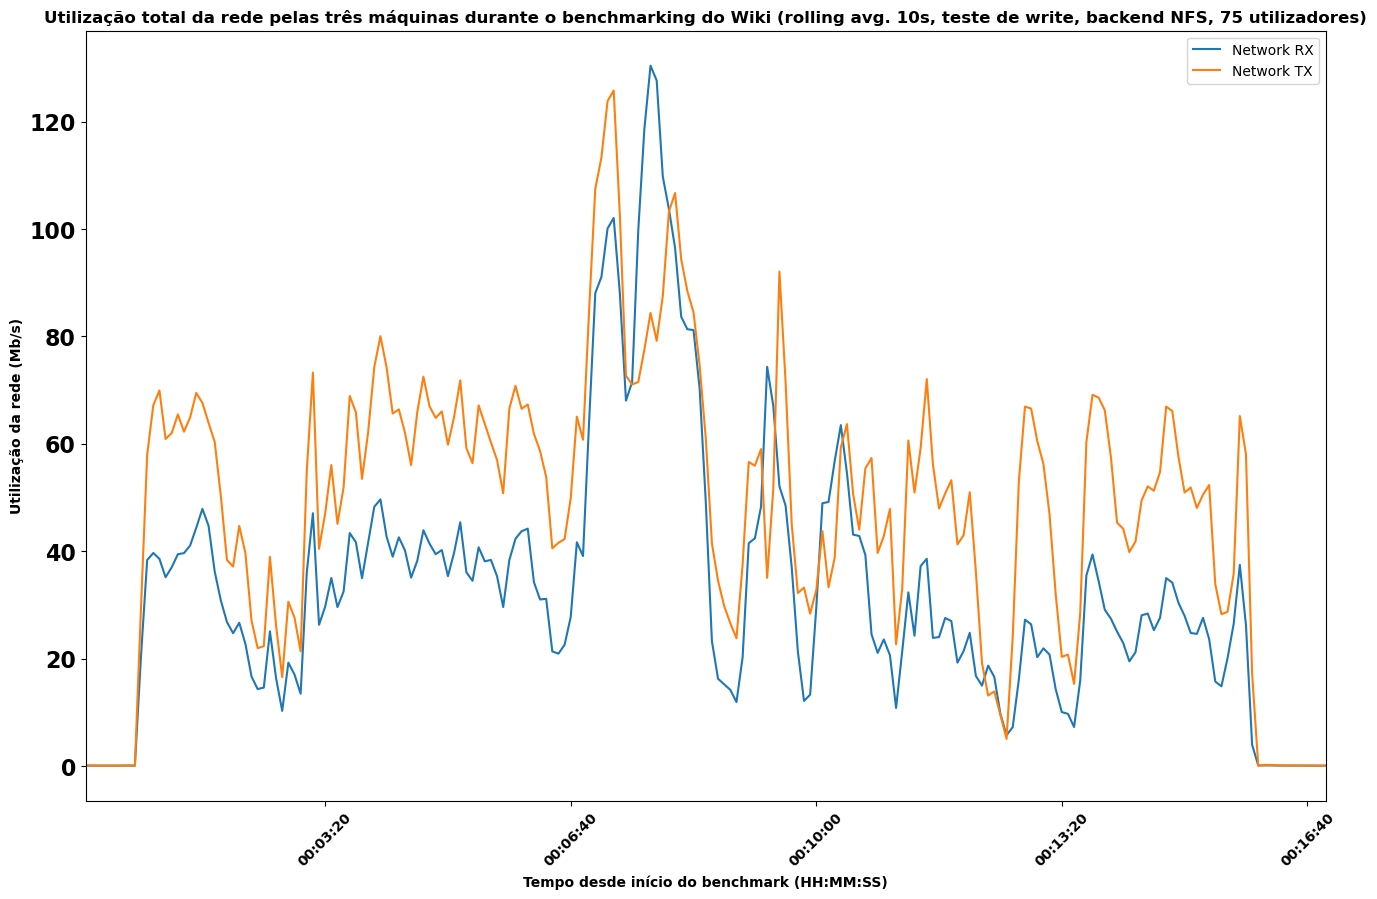 Utilização total da rede pelas três máquinas durante o benchmarking do Wiki (rolling avg. 10s, teste de write, backend NFS, 75 utilizadores)
Network RX
Network TX
120
100
80
60
40
20
0
Utilização da rede (Mb/s)
00:03:20
00:06:40
00:10:00
00:13:20
00:16:40
Tempo desde início do benchmark (HH:MM:SS)